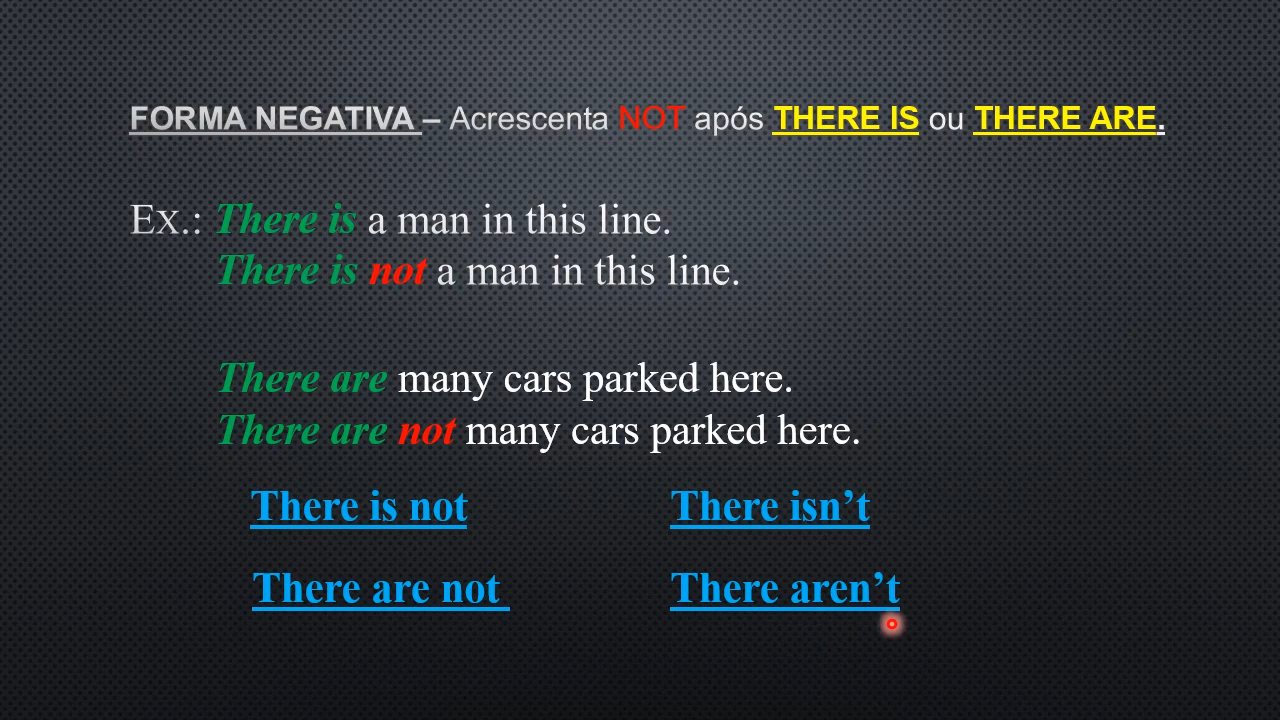 FORMA NEGATIVA – Acrescenta NOT após THERE IS ou THERE ARE.
EX.: There is a man in this line.
There is not a man in this line.
There are many cars parked here.
There are not many cars parked here.
There is not There isn’t
There are not There aren’t